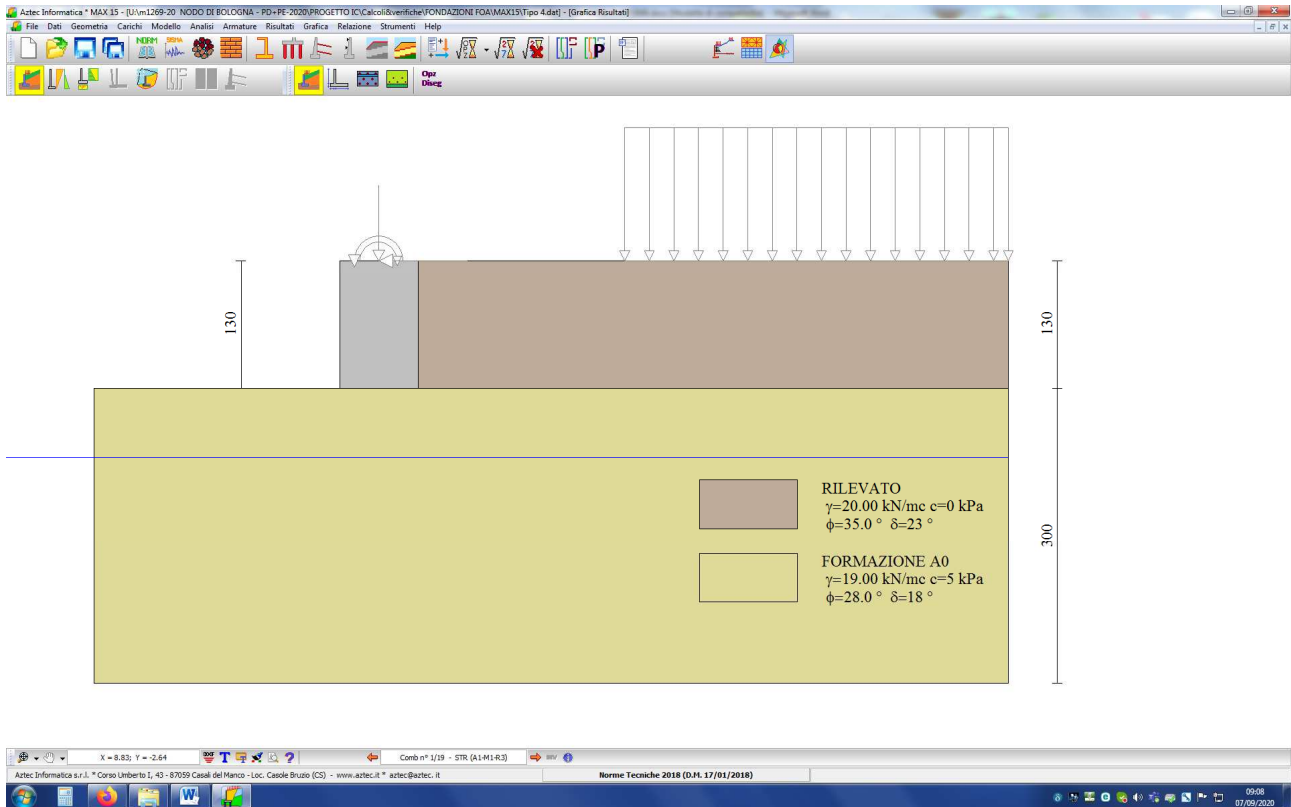 Aztec Informatica * MAX 15 - [U:\m1269-20 NODO DI BOLOGNA - PD+PE-2020\PROGETTO IC\Calcoli&verifiche\FONDAZIONI FOA\MAX15\Tipo 4.dat] - [Grafica Risultati]
File Dati Geometria Carichi Modello Analisi Armature Risultati Grafica Relazione Strumenti Help
NORM
Opz
Diseg
130
130
RILEVATO
γ=20.00 kN/mc c=0 kPa
ϕ=35.0 ° δ=23 °
300
FORMAZIONE A0
γ=19.00 kN/mc c=5 kPa
ϕ=28.0 ° δ=18 °
X = 8.83; Y = -2.64
Comb n° 1/19 - STR (A1-M1-R3)
INV
Aztec Informatica s.r.l. * Corso Umberto I, 43 - 87059 Casali del Manco - Loc. Casole Bruzio (CS) - www.aztec.it * aztec@aztec. it
Norme Tecniche 2018 (D.M. 17/01/2018)
09:08
07/09/2020